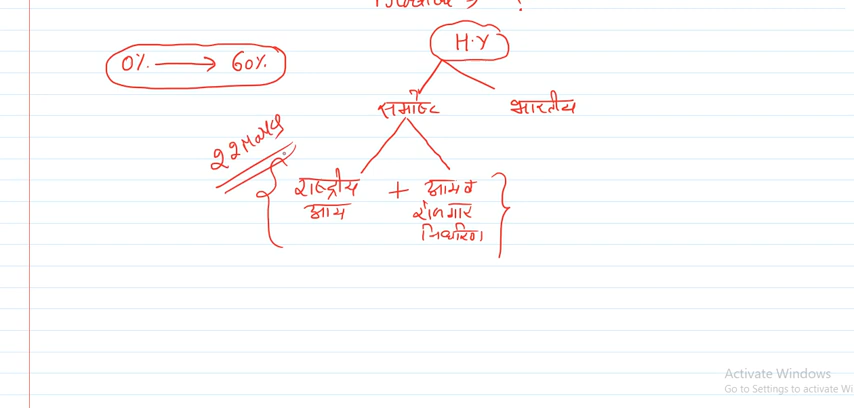 ?
H.Y
0% → 60%
समष्टि
भारतीय
22 Marks
राष्ट्रीय + आय व
आय रोजगार
निर्धारण
Activate Windows
Go to Settings to activate Wi